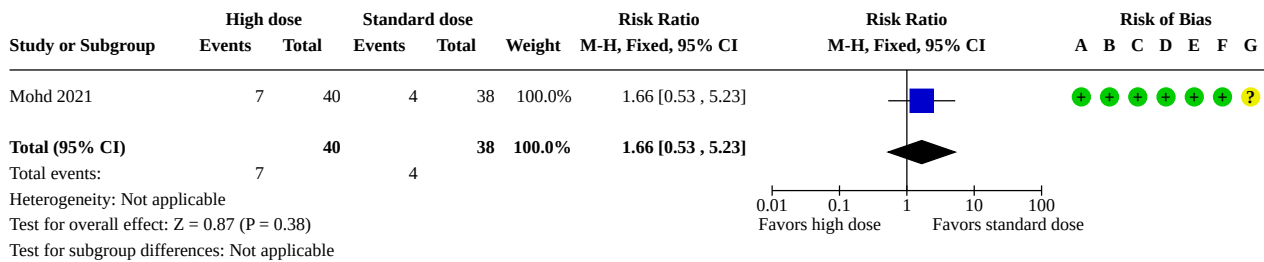 High dose Standard dose Risk Ratio Risk Ratio Risk of Bias
Study or Subgroup Events Total Events Total Weight M-H, Fixed, 95% CI M-H, Fixed, 95% CI A B C D E F G
Mohd 2021 7 40 4 38 100.0% 1.66 [0.53 , 5.23] + + + + + + ?
Total (95% CI) 40 38 100.0% 1.66 [0.53 , 5.23]
Total events: 7 4
Heterogeneity: Not applicable 0.01 0.1 1 10 100
Test for overall effect: Z = 0.87 (P = 0.38) Favors high dose Favors standard dose
Test for subgroup differences: Not applicable